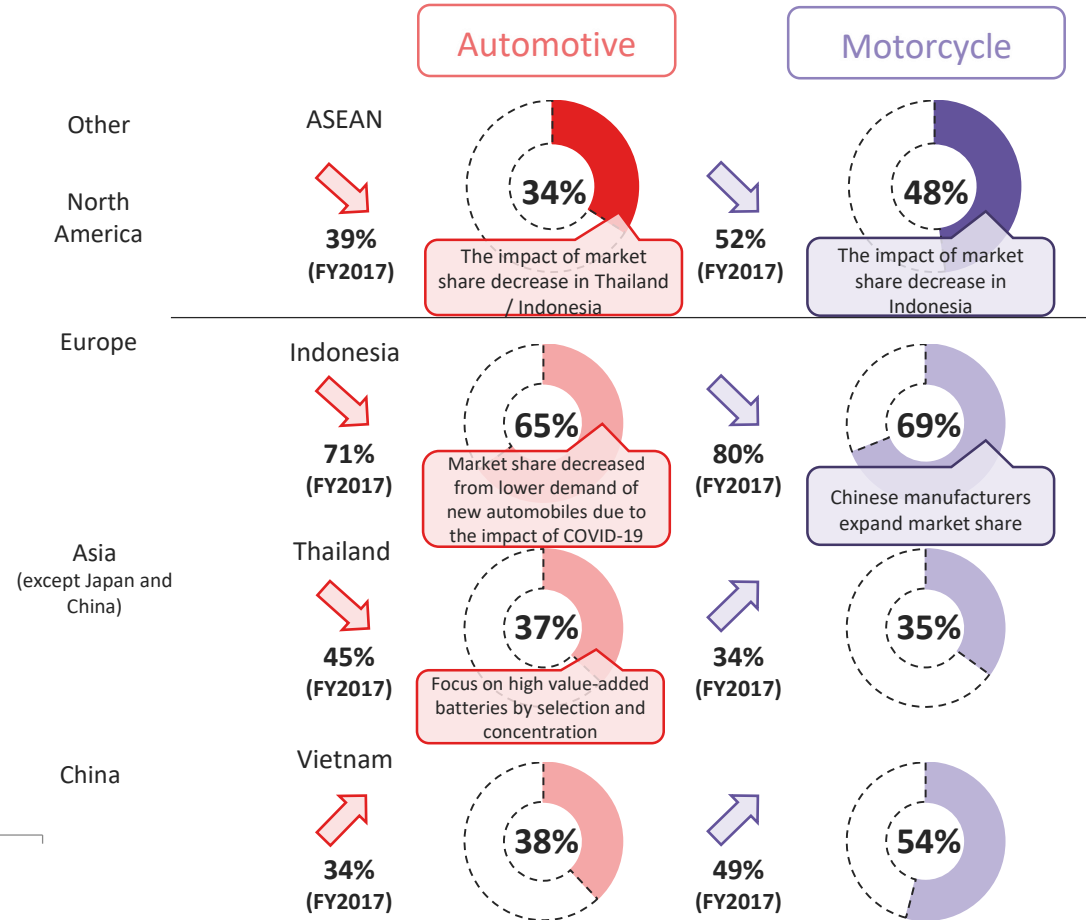 Automotive
Motorcycle
Other
North
America
Europe
Asia
(except Japan and
China)
China
ASEAN
39%
(FY2017)
34%
The impact of market
share decrease in Thailand
/ Indonesia
52%
(FY2017)
48%
The impact of market
share decrease in
Indonesia
Indonesia
71%
(FY2017)
65%
Market share decreased
from lower demand of
new automobiles due to
the impact of COVID-19
80%
(FY2017)
69%
Chinese manufacturers
expand market share
Thailand
45%
(FY2017)
37%
Focus on high value-added
batteries by selection and
concentration
34%
(FY2017)
35%
Vietnam
34%
(FY2017)
38%
49%
(FY2017)
54%